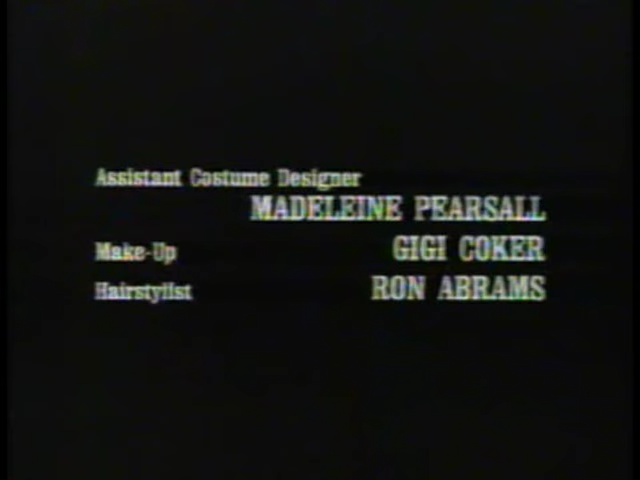 Assistant Costume Designer
MADELEINE PEARSALL
Make-Up GIGI COKER
Hairstylist RON ABRAMS